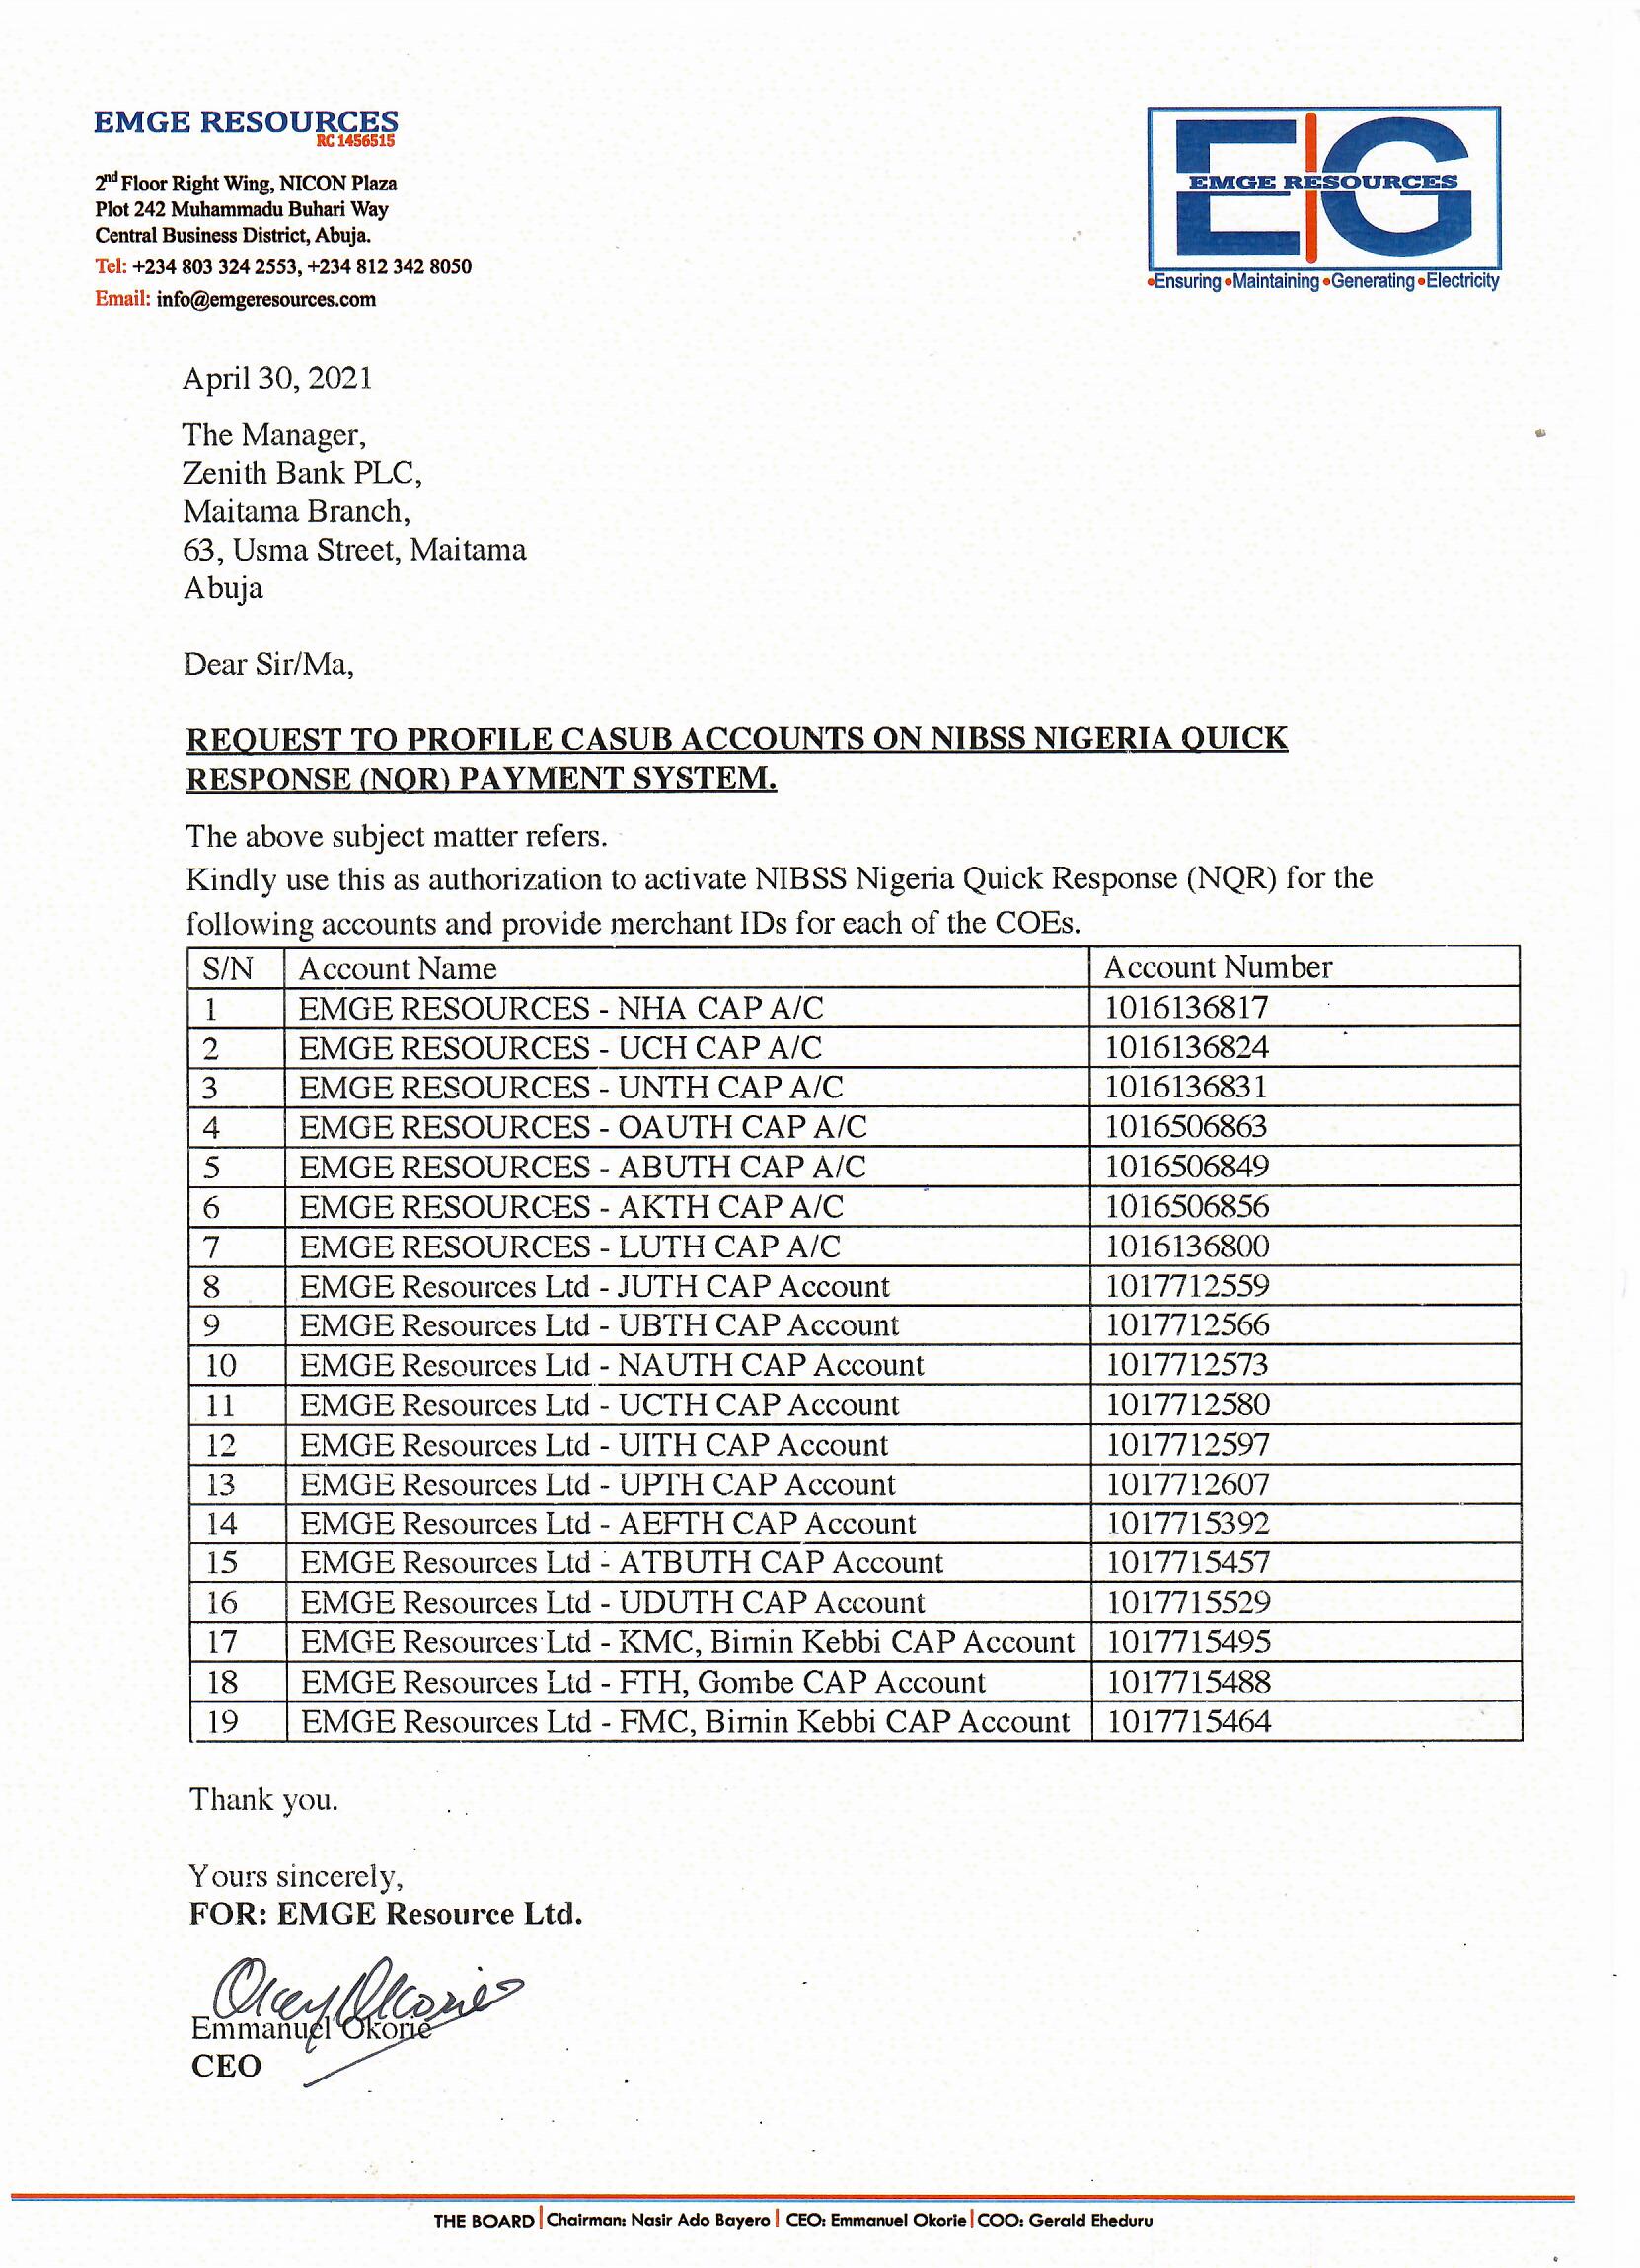 EMGE RESOURCES
RC 1456515
2nd Floor Right Wing, NICON Plaza
Plot 242 Muhammadu Buhari Way
Central Business District, Abuja.
Tel: +234 803 324 2553, +234 812 342 8050
Email: info@emgeresources.com
EG
EMGE RESOURCES
•Ensuring •Maintaining •Generating •Electricity
April 30, 2021
The Manager,
Zenith Bank PLC,
Maitama Branch,
63, Usma Street, Maitama
Abuja
Dear Sir/Ma,
REQUEST TO PROFILE CASUB ACCOUNTS ON NIBSS NIGERIA QUICK
RESPONSE (NQR) PAYMENT SYSTEM.
The above subject matter refers.
Kindly use this as authorization to activate NIBSS Nigeria Quick Response (NQR) for the
following accounts and provide merchant IDs for each of the COEs.
S/N Account Name Account Number
1 EMGE RESOURCES - NHA CAP A/C 1016136817
2 EMGE RESOURCES - UCH CAP A/C 1016136824
3 EMGE RESOURCES - UNTH CAP A/C 1016136831
4 EMGE RESOURCES - OAUTH CAP A/C 1016506863
5 EMGE RESOURCES - ABUTH CAP A/C 1016506849
6 EMGE RESOURCES - AKTH CAP A/C 1016506856
7 EMGE RESOURCES - LUTH CAP A/C 1016136800
8 EMGE Resources Ltd - JUTH CAP Account 1017712559
9 EMGE Resources Ltd - UBTH CAP Account 1017712566
10 EMGE Resources Ltd - NAUTH CAP Account 1017712573
11 EMGE Resources Ltd - UCTH CAP Account 1017712580
12 EMGE Resources Ltd - UITH CAP Account 1017712597
13 EMGE Resources Ltd - UPTH CAP Account 1017712607
14 EMGE Resources Ltd - AEFTH CAP Account 1017715392
15 EMGE Resources Ltd - ATBUTH CAP Account 1017715457
16 EMGE Resources Ltd - UDUTH CAP Account 1017715529
17 EMGE Resources Ltd - KMC, Birnin Kebbi CAP Account 1017715495
18 EMGE Resources Ltd - FTH, Gombe CAP Account 1017715488
19 EMGE Resources Ltd - FMC, Birnin Kebbi CAP Account 1017715464
Thank you.
Yours sincerely,
FOR: EMGE Resource Ltd.
Emmanuel Okorie
CEO
THE BOARD | Chairman: Nasir Ado Bayero | CEO: Emmanuel Okorie | COO: Gerald Eheduru